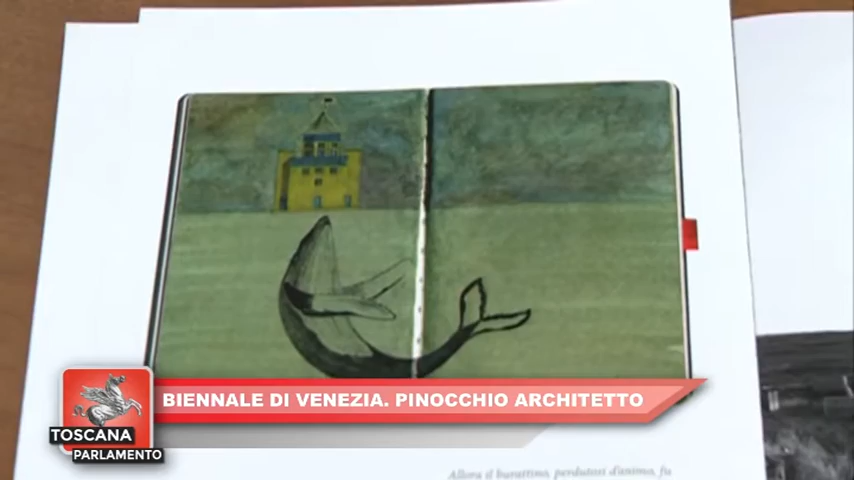 BIENNALE DI VENEZIA. PINOCCHIO ARCHITETTO
TOSCANA
PARLAMENTO
Allora il burattino, perdutosi d'animo, fu